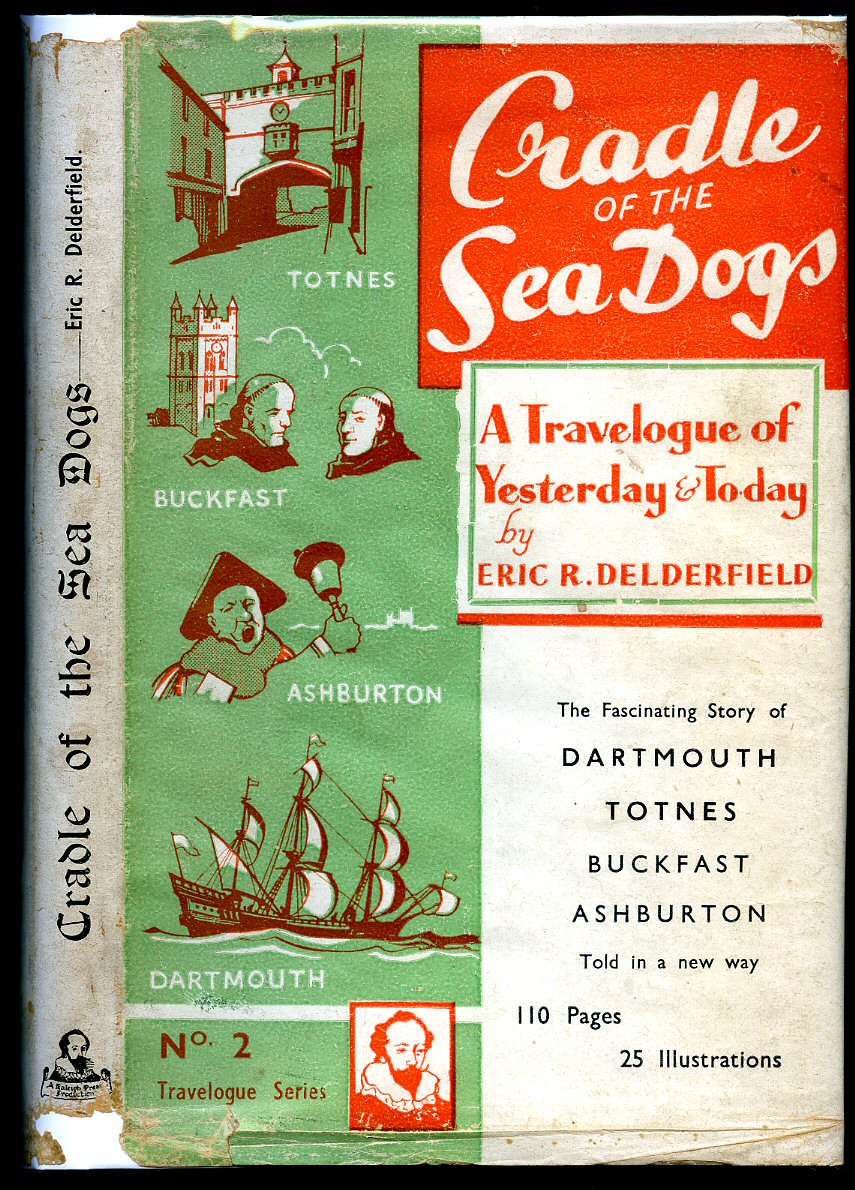 Cradle of the Sea Dogs — Eric R. Delderfield.
A Raleigh Press
Production
TOTNES
BUCKFAST
ASHBURTON
DARTMOUTH
No. 2
Travelogue Series
Cradle
OF THE
Sea Dogs
A Travelogue of
Yesterday & To-day
by
ERIC R. DELDERFIELD
The Fascinating Story of
DARTMOUTH
TOTNES
BUCKFAST
ASHBURTON
Told in a new way
110 Pages
25 Illustrations